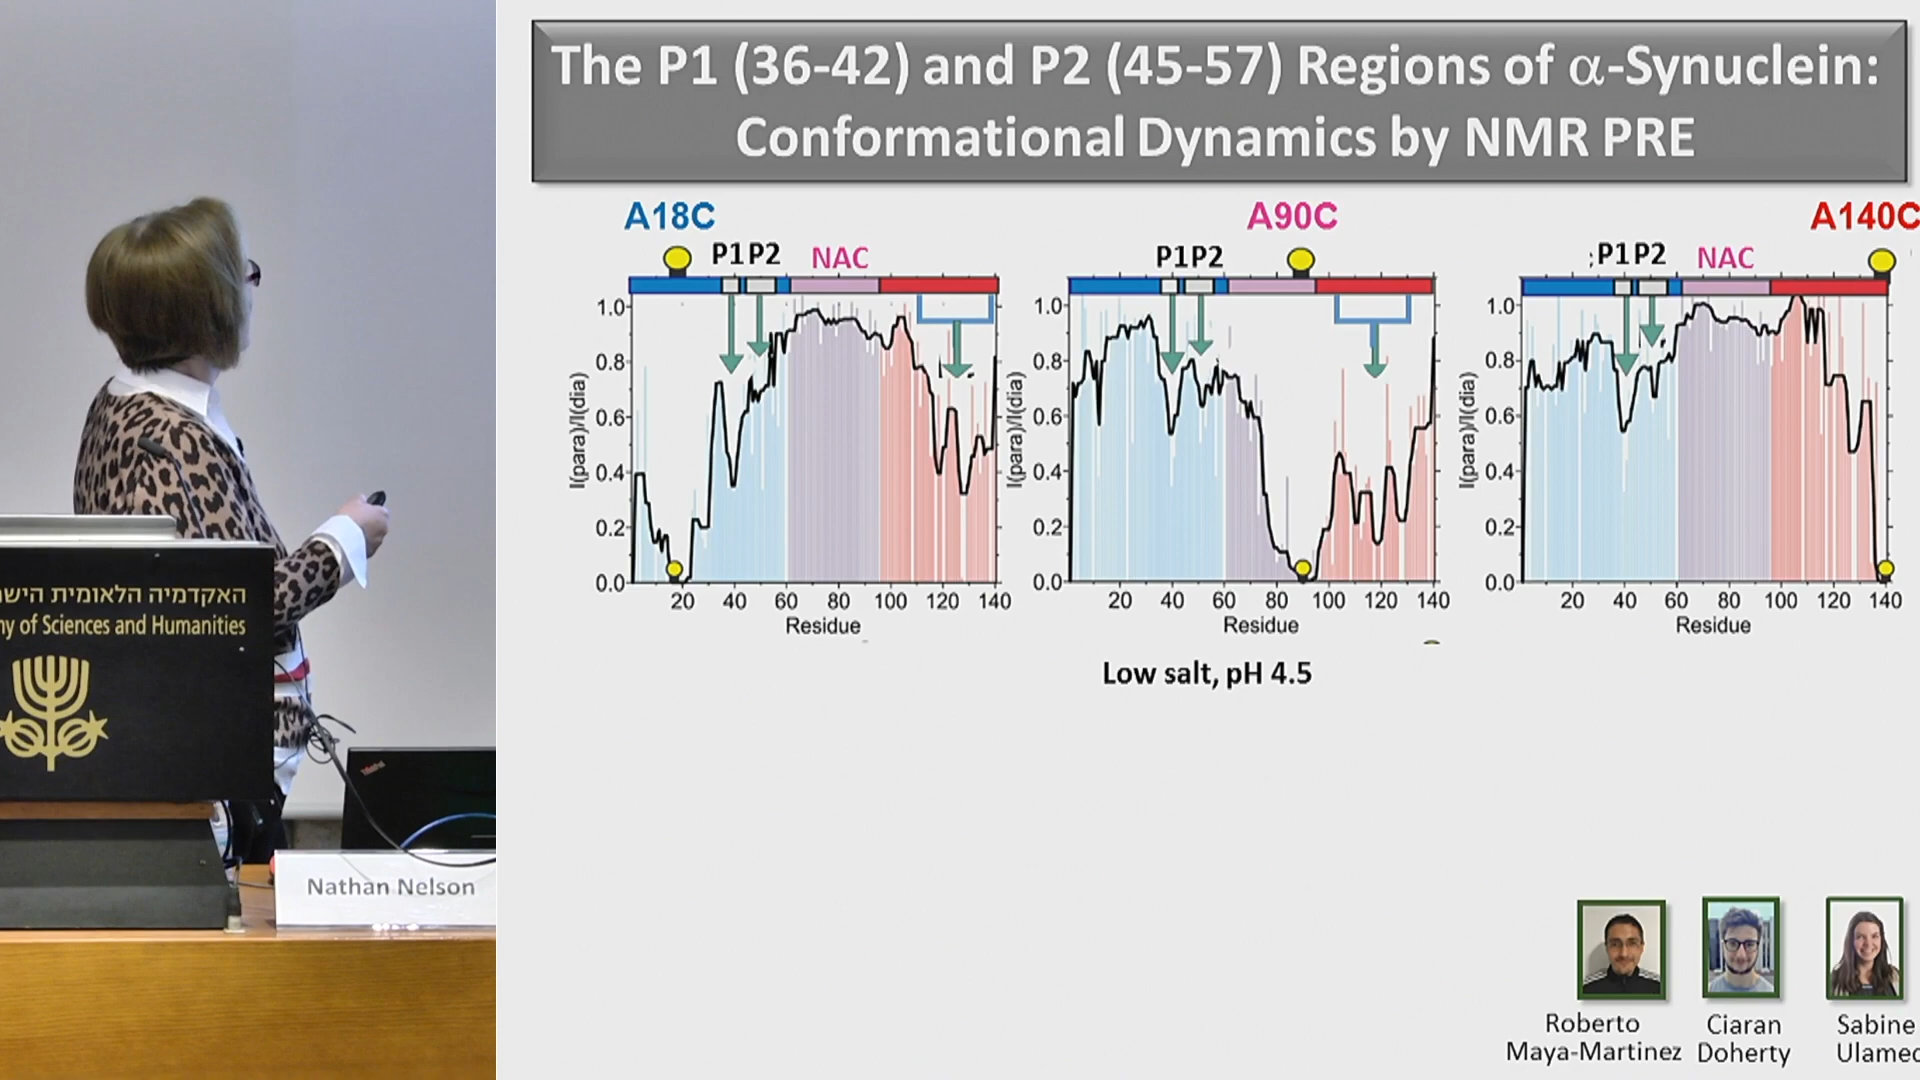 The P1 (36-42) and P2 (45-57) Regions of α-Synuclein:
Conformational Dynamics by NMR PRE
A18C
P1 P2 NAC
I(para)/I(dia)
1.0
0.8
0.6
0.4
0.2
0.0
20 40 60 80 100 120 140
Residue
A90C
P1 P2
I(para)/I(dia)
1.0
0.8
0.6
0.4
0.2
0.0
20 40 60 80 100 120 140
Residue
A140C
P1 P2 NAC
I(para)/I(dia)
1.0
0.8
0.6
0.4
0.2
0.0
20 40 60 80 100 120 140
Residue
Low salt, pH 4.5
האקדמיה הלאומית
of Sciences and Humanities
ThinkPad
Nathan Nelson
Roberto
Maya-Martinez
Ciaran
Doherty
Sabine